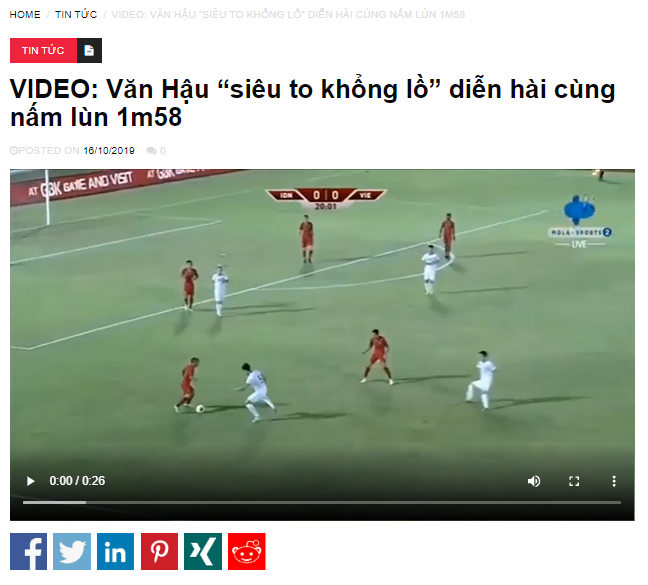 HOME / TIN TỨC / VIDEO: VĂN HẬU "SIÊU TO KHỔNG LỒ" DIỄN HÀI CÙNG NẤM LÙN 1M58
TIN TỨC
VIDEO: Văn Hậu “siêu to khổng lồ” diễn hài cùng
nấm lùn 1m58
POSTED ON 16/10/2019 0
AT GBK GAME AND VISIT
IDN 0 0 VIE
20:01
MOLA SPORTS 2
LIVE
0:00 / 0:26